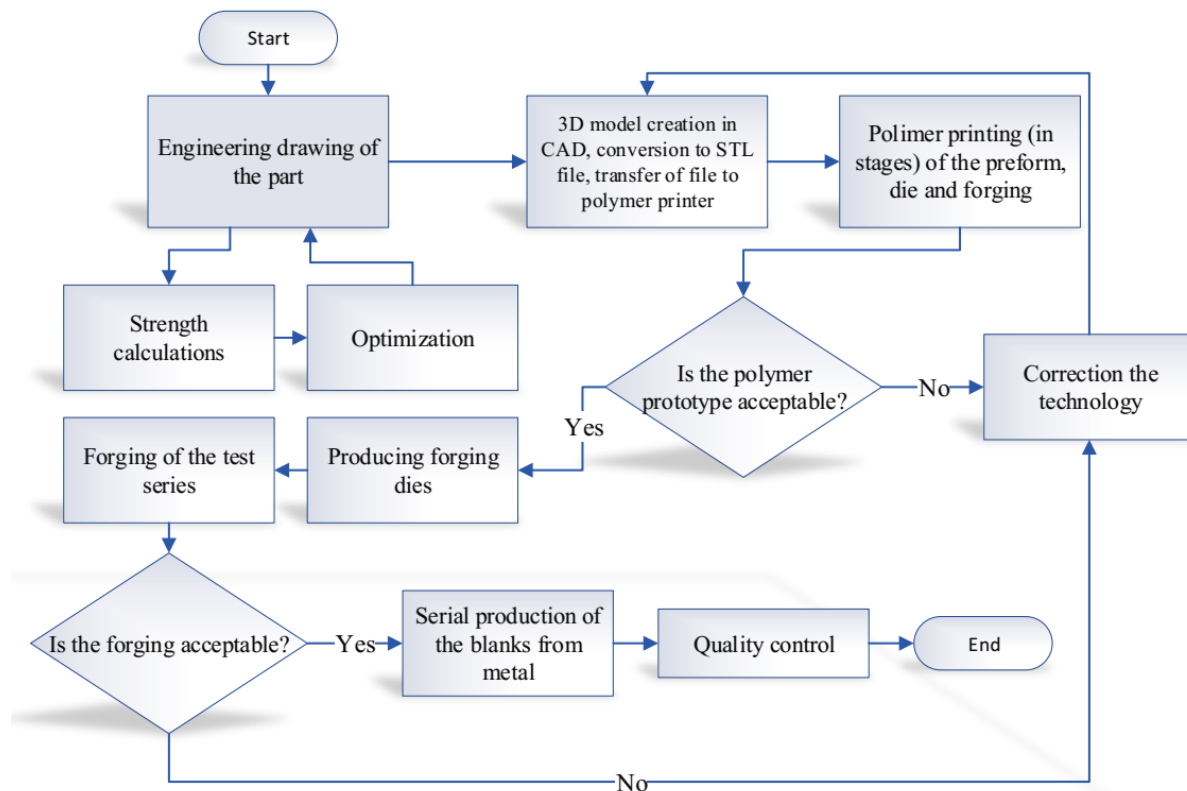 Start
Engineering drawing of
the part
3D model creation in
CAD, conversion to STL
file, transfer of file to
polymer printer
Polimer printing (in
stages) of the preform,
die and forging
Strength
calculations
Optimization
Is the polymer
prototype acceptable?
No
Correction the
technology
Yes
Producing forging
dies
Forging of the test
series
Is the forging acceptable?
Yes
Serial production of
the blanks from
metal
Quality control
End
No